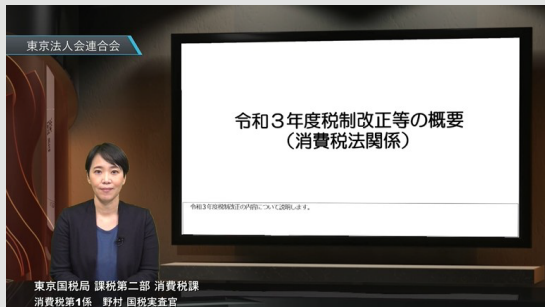 東京法人会連合会
令和3年度税制改正等の概要
(消費税法関係)
令和3年度税制改正の内容について説明します。
東京国税局 課税第二部 消費税課
消費税第1係 野村 国税実査官